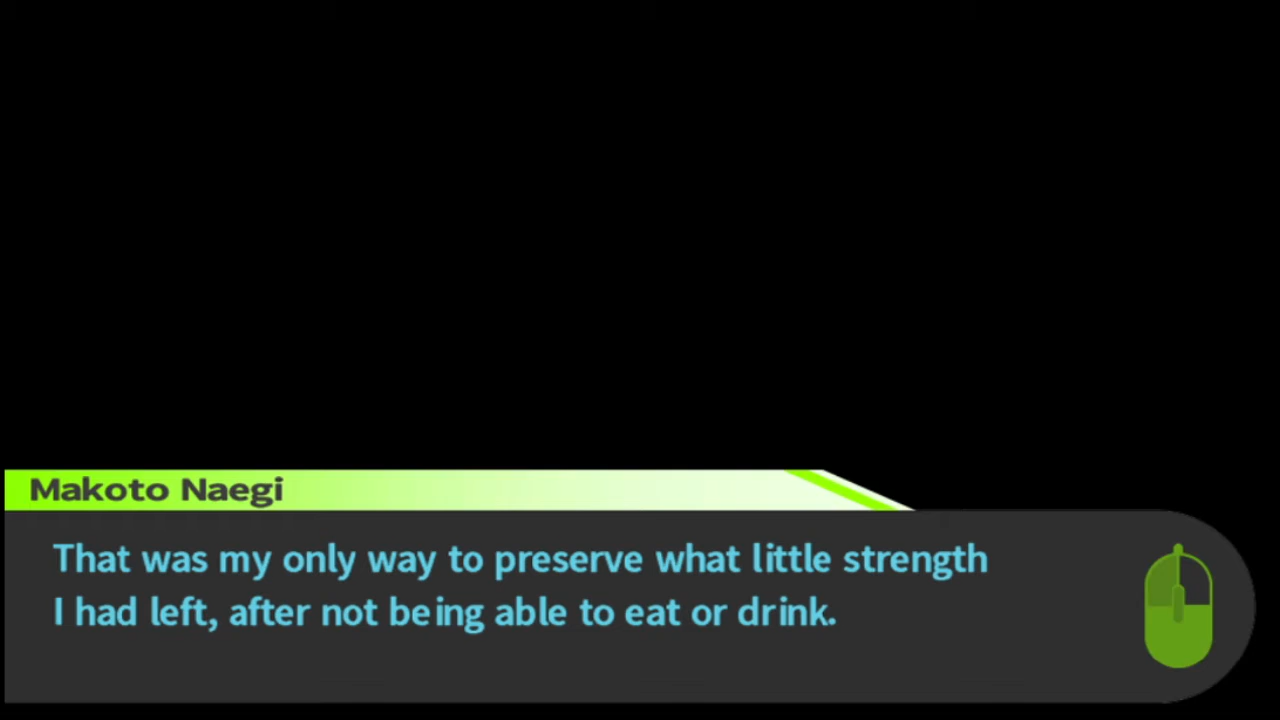 Makoto Naegi
That was my only way to preserve what little strength
I had left, after not being able to eat or drink.